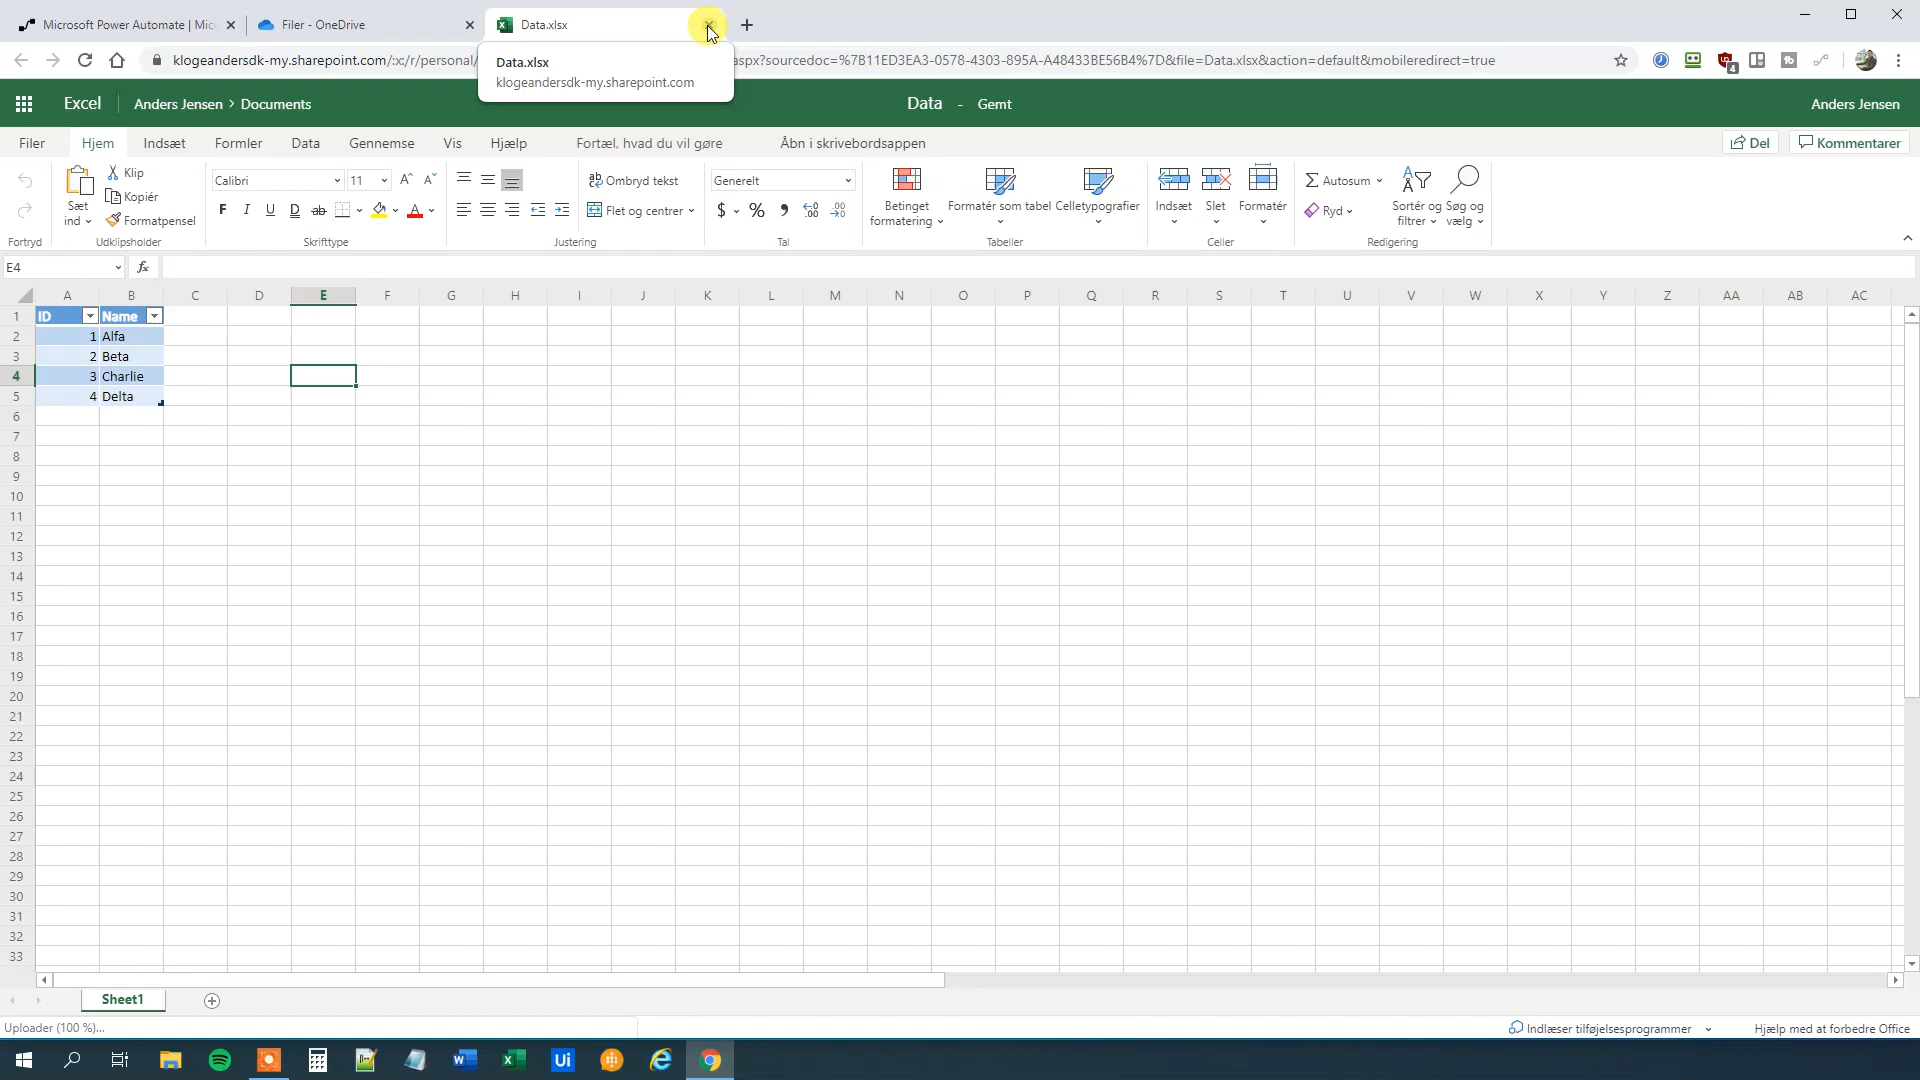 Microsoft Power Automate | Mic
Filer - OneDrive
Data.xlsx
klogeandersdk-my.sharepoint.com/:x:/r/personal/
aspx?sourcedoc=%7B11ED3EA3-0578-4303-895A-A48433BE56B4%7D&file=Data.xlsx&action=default&mobileredirect=true
4
Data.xlsx
klogeandersdk-my.sharepoint.com
Excel
Anders Jensen > Documents
Data - Gemt
Anders Jensen
Filer
Hjem
Indsæt
Formler
Data
Gennemse
Vis
Hjælp
Fortæl, hvad du vil gøre
Åbn i skrivebordsappen
Del
Kommentarer
Sæt ind
Klip
Kopiér
Formatpensel
Calibri
11
F I U D ab
Ombryd tekst
Flet og centrer
Generelt
$ %
Betinget formatering
Formatér som tabel
Celletypografier
Indsæt
Slet
Formatér
Autosum
Ryd
Sortér og filtrer
Søg og vælg
Fortryd
Udklipsholder
Skrifttype
Justering
Tal
Tabeller
Celler
Redigering
E4
fx
A B C D E F G H I J K L M N O P Q R S T U V W X Y Z AA AB AC
1 ID Name
2 1 Alfa
3 2 Beta
4 3 Charlie
5 4 Delta
6
7
8
9
10
11
12
13
14
15
16
17
18
19
20
21
22
23
24
25
26
27
28
29
30
31
32
33
Sheet1
Uploader (100 %)...
Indlæser tilføjelsesprogrammer
Hjælp med at forbedre Office
Ui